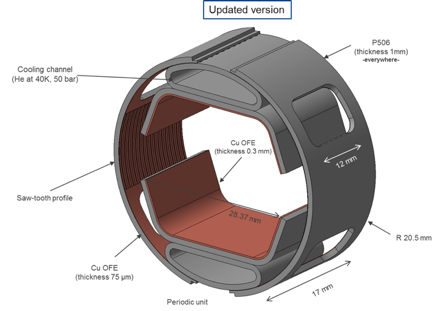 Updated version
P506
(thickness 1mm)
-everywhere-
Cooling channel
(He at 40K, 50 bar)
Cu OFE
(thickness 0.3 mm)
12 mm
Saw-tooth profile
28.37 mm
R 20.5 mm
Cu OFE
(thickness 75 µm)
17 mm
Periodic unit